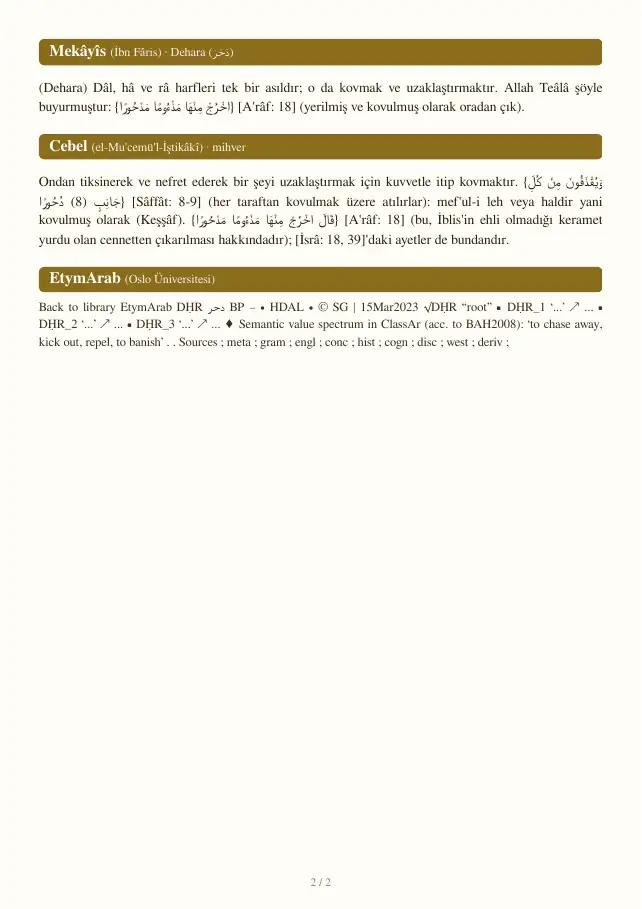 Mekâyîs (İbn Fâris) · Dehara (دَحَرَ)
(Dehara) Dâl, hâ ve râ harfleri tek bir asıldır; o da kovmak ve uzaklaştırmaktır. Allah Teâlâ şöyle
buyurmuştur: {اخْرُجْ مِنْهَا مَذْءُومًا مَدْحُورًا} [A'râf: 18] (yerilmiş ve kovulmuş olarak oradan çık).
Cebel (el-Mu'cemü'l-İştikâkî) · mihver
Ondan tiksinerek ve nefret ederek bir şeyi uzaklaştırmak için kuvvetle itip kovmaktır. {وَيُقْذَفُونَ مِنْ كُلِّ
جَانِبٍ (8) دُحُورًا} [Sâffât: 8-9] (her taraftan kovulmak üzere atılırlar): mef'ul-i leh veya haldir yani
kovulmuş olarak (Keşşâf). {قَالَ اخْرُجْ مِنْهَا مَذْءُومًا مَدْحُورًا} [A'râf: 18] (bu, İblis'in ehli olmadığı keramet
yurdu olan cennetten çıkarılması hakkındadır); [İsrâ: 18, 39]'daki ayetler de bundandır.
EtymArab (Oslo Üniversitesi)
Back to library EtymArab DḤR دحر BP – • HDAL • © SG | 15Mar2023 √DḤR “root” ▪ DḤR_1 ‘...’ ↗ ... ▪
DḤR_2 ‘...’ ↗ ... ▪ DḤR_3 ‘...’ ↗ ... ♦ Semantic value spectrum in ClassAr (acc. to BAH2008): ‘to chase away,
kick out, repel, to banish’ . . Sources ; meta ; gram ; engl ; conc ; hist ; cogn ; disc ; west ; deriv ;
2 / 2